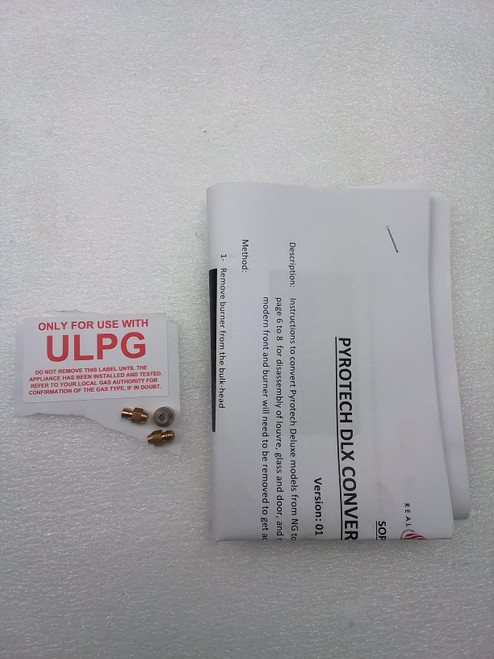 ONLY FOR USE WITH
ULPG
DO NOT REMOVE THIS LABEL UNTIL THE
APPLIANCE HAS BEEN INSTALLED AND TESTED.
REFER TO YOUR LOCAL GAS AUTHORITY FOR
CONFIRMATION OF THE GAS TYPE, IF IN DOUBT.
REAL
SOP
PYROTECH DLX CONVER
Version: 01
Description: Instructions to convert Pyrotech Deluxe models from NG to
page 6 to 8 for disassembly of louvre, glass and door, and
modern front and burner will need to be removed to get
Method:
1- Remove burner from the bulk-head